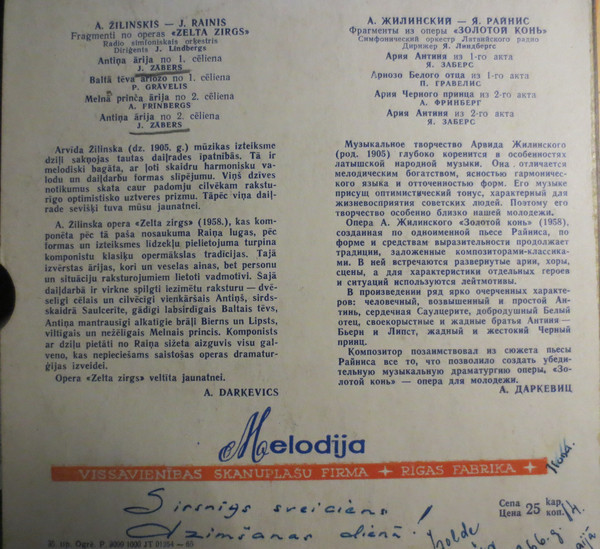 A. ŽILINSKIS — J. RAINIS
Fragmenti no operas «ZELTA ZIRGS»
Radio simfoniskais orķestris
Diriģents J. Lindbergs
Antiņa ārija no 1. cēliena
J. ZĀBERS
Baltā tēva ariozo no 1. cēliena
P. GRĀVELIS
Melnā prinča ārija no 2. cēliena
A. FRINBERGS
Antiņa ārija no 2. cēliena
J. ZĀBERS
Arvīda Žilinska (dz. 1905. g.) mūzikas izteiksme
dziļi sakņojas tautas daiļrades īpatnībās. Tā ir
melodiski bagāta, ar ļoti skaidru harmonisku va-
lodu un daiļdarbu formas slīpējumu. Viņš dzīves
notikumus skata caur padomju cilvēkam rakstu-
rīgo optimistisko uztveres prizmu. Tāpēc viņa daiļ-
rade sevišķi tuva mūsu jaunatnei.
A. Žilinska opera «Zelta zirgs» (1958.), kas kom-
ponēta pēc tā paša nosaukuma Raiņa lugas, pēc
formas un izteiksmes līdzekļu pielietojuma turpina
komponistu klasiķu opermākslas tradīcijas. Tajā
izvērstas ārijas, kori un veselas ainas, bet personu
un situāciju raksturojumiem lietoti vadmotīvi. Šajā
daiļdarbā ir virkne spilgti iezīmētu raksturu — dvē-
seliģi cēlais un cilvēcīgi vienkāršais Antiņš, sirds-
skaidrā Saulcerīte, gādīgi labsirdīgais Baltais tēvs,
Antiņa mantrausīgi alkatīgie brāļi Bierns un Lipsts,
viltīgais un nežēlīgais Melnais princis. Komponists
ar dziļu pietāti no Raiņa sižeta aizguvis visu gal-
veno, kas nepieciešams saistošas operas dramatur-
ģijas izveidei.
Opera «Zelta zirgs» veltīta jaunatnei.
A. DARKEVICS
А. ЖИЛИНСКИЙ — Я. РАЙНИС
Фрагменты из оперы «ЗОЛОТОЙ КОНЬ»
Симфонический оркестр Латвийского радио
Дирижер Я. Линдбергс
Ария Антиня из 1-го акта
Я. ЗАБЕРС
Ариозо Белого отца из 1-го акта
П. ГРАВЕЛИС
Ария Черного принца из 2-го акта
А. ФРИНБЕРГ
Ария Антиня из 2-го акта
Я. ЗАБЕРС
Музыкальное творчество Арвида Жилинского
(род. 1905) глубоко коренится в особенностях
латышской народной музыки. Она отличается
мелодическим богатством, ясностью гармониче-
ского языка и отточенностью форм. Его музыке
присущ оптимистический тонус, характерный для
жизневосприятия советских людей. Поэтому его
творчество особенно близко нашей молодежи.
Опера А. Жилинского «Золотой конь» (1958),
созданная по одноименной пьесе Райниса, по
форме и средствам выразительности продолжает
традиции, заложенные композиторами-классика-
ми. В ней встречаются развернутые арии, хоры,
сцены, а для характеристики отдельных героев
и ситуаций используются лейтмотивы.
В произведении ряд ярко очерченных характе-
ров: человечный, возвышенный и простой Ан-
тинь, сердечная Саулцерите, добродушный Белый
отец, своекорыстные и жадные братья Антиня —
Бьерн и Липст, жадный и жестокий Черный
принц.
Композитор позаимствовал из сюжета пьесы
Райниса все то, что позволило создать убеди-
тельную музыкальную драматургию оперы, «Зо-
лотой конь» — опера для молодежи.
А. ДАРКЕВИЦ
Melodija
VISSAVIENĪBAS SKAŅUPLAŠU FIRMA + RĪGAS FABRIKA +
Cena 25 kap.
Цена коп.
Sirsnīgs sveiciens
dzimšanas dienā!